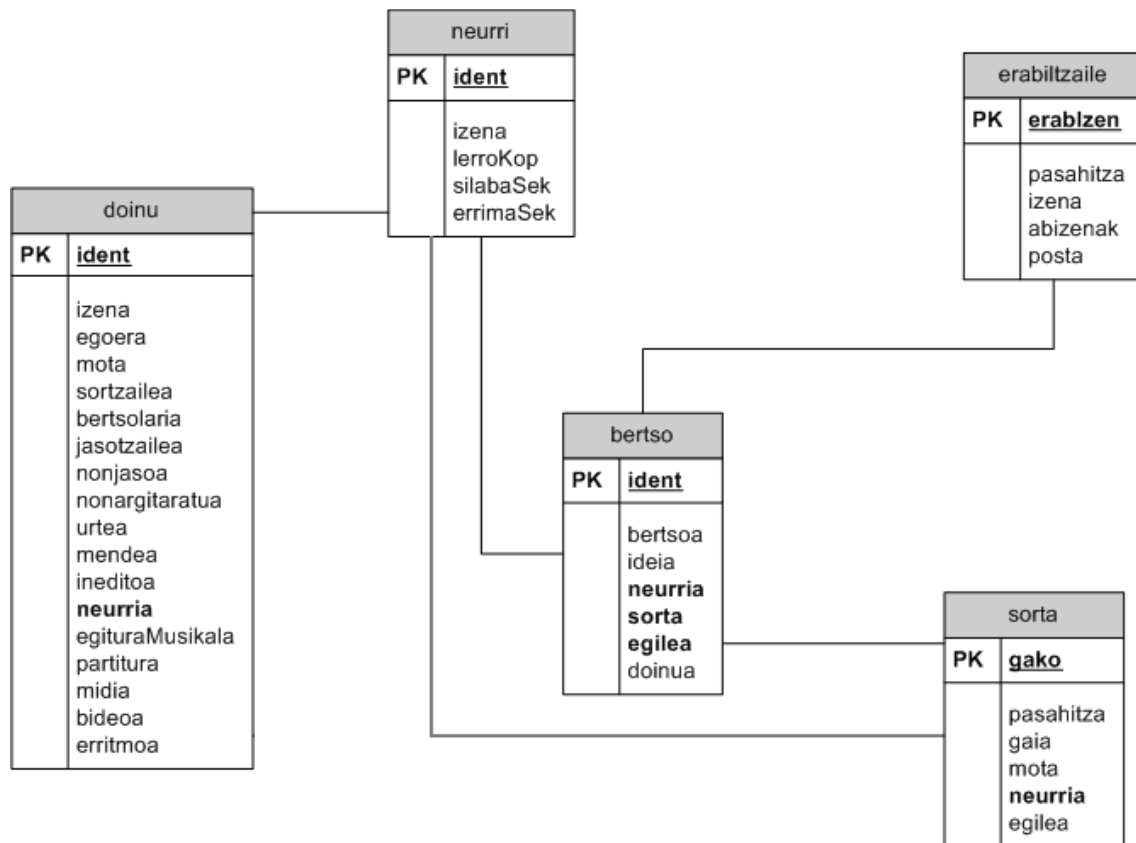 neurri
PK ident
izena
lerroKop
silabaSek
errimaSek
erabiltzaile
PK erabIzen
pasahitza
izena
abizenak
posta
doinu
PK ident
izena
egoera
mota
sortzailea
bertsolaria
jasotzailea
nonjasoa
nonargitaratua
urtea
mendea
ineditoa
neurria
egituraMusikala
partitura
midia
bideoa
erritmoa
bertso
PK ident
bertsoa
ideia
neurria
sorta
egilea
doinua
sorta
PK gako
pasahitza
gaia
mota
neurria
egilea